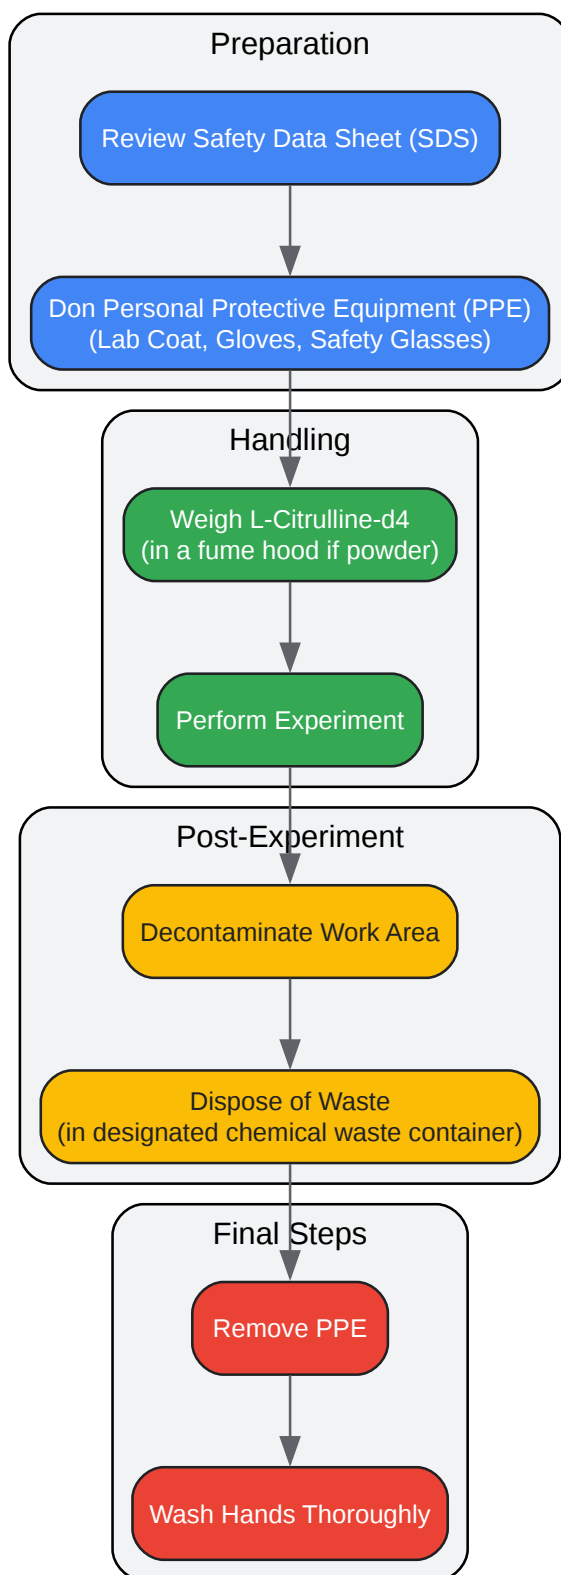 Preparation
Review Safety Data Sheet (SDS)
Don Personal Protective Equipment (PPE)
(Lab Coat, Gloves, Safety Glasses)
Handling
Weigh L-Citrulline-d4
(in a fume hood if powder)
Perform Experiment
Post-Experiment
Decontaminate Work Area
Dispose of Waste
(in designated chemical waste container)
Final Steps
Remove PPE
Wash Hands Thoroughly